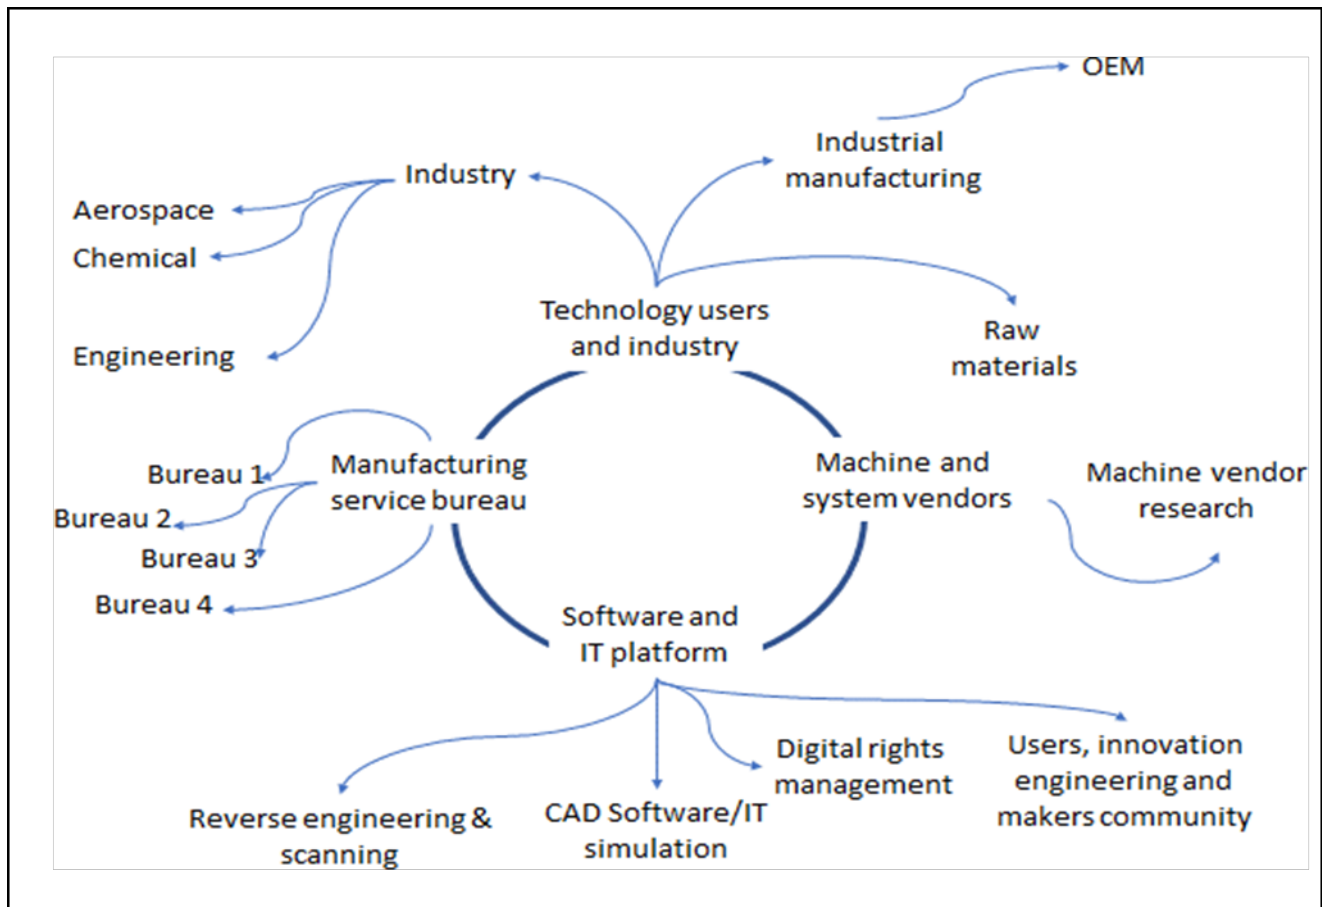 OEM
Industrial
manufacturing
Industry
Aerospace
Chemical
Engineering
Technology users
and industry
Raw
materials
Manufacturing
service bureau
Bureau 1
Bureau 2
Bureau 3
Bureau 4
Machine and
system vendors
Machine vendor
research
Software and
IT platform
Reverse engineering &
scanning
CAD Software/IT
simulation
Digital rights
management
Users, innovation
engineering and
makers community